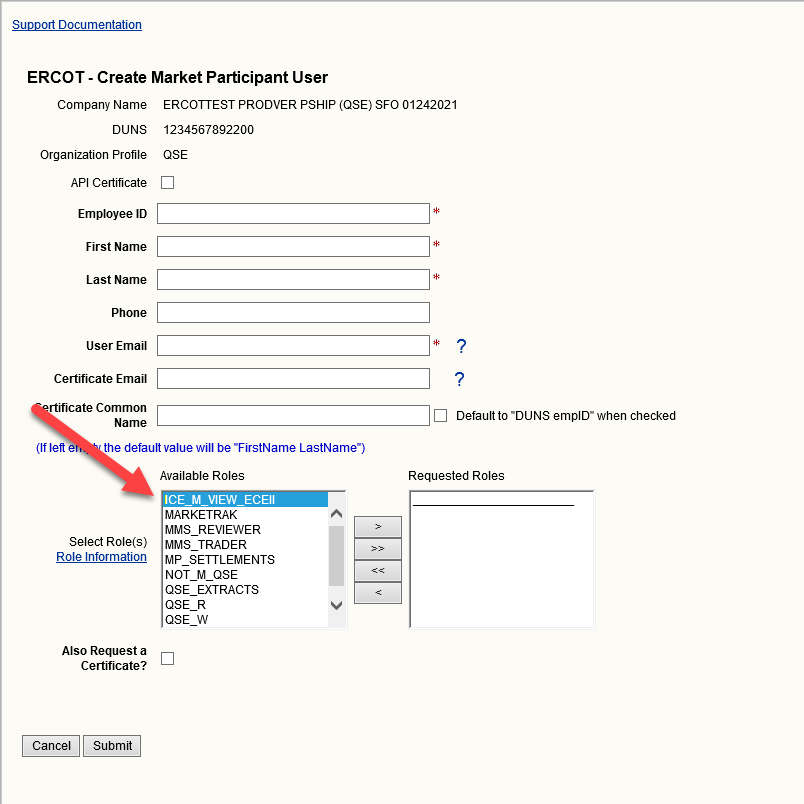 Support Documentation
ERCOT - Create Market Participant User
Company Name ERCOTTEST PRODVER PSHIP (QSE) SFO 01242021
DUNS 1234567892200
Organization Profile QSE
API Certificate
Employee ID *
First Name *
Last Name *
Phone
User Email * ?
Certificate Email ?
Certificate Common
Name
Default to "DUNS empID" when checked
(If left empty the default value will be "FirstName LastName")
Available Roles
Requested Roles
ICE_M_VIEW_ECEII
MARKETRAK
MMS_REVIEWER
MMS_TRADER
MP_SETTLEMENTS
NOT_M_QSE
QSE_EXTRACTS
QSE_R
QSE_W
Select Role(s)
Role Information
>
>>
<<
<
Also Request a
Certificate?
Cancel Submit